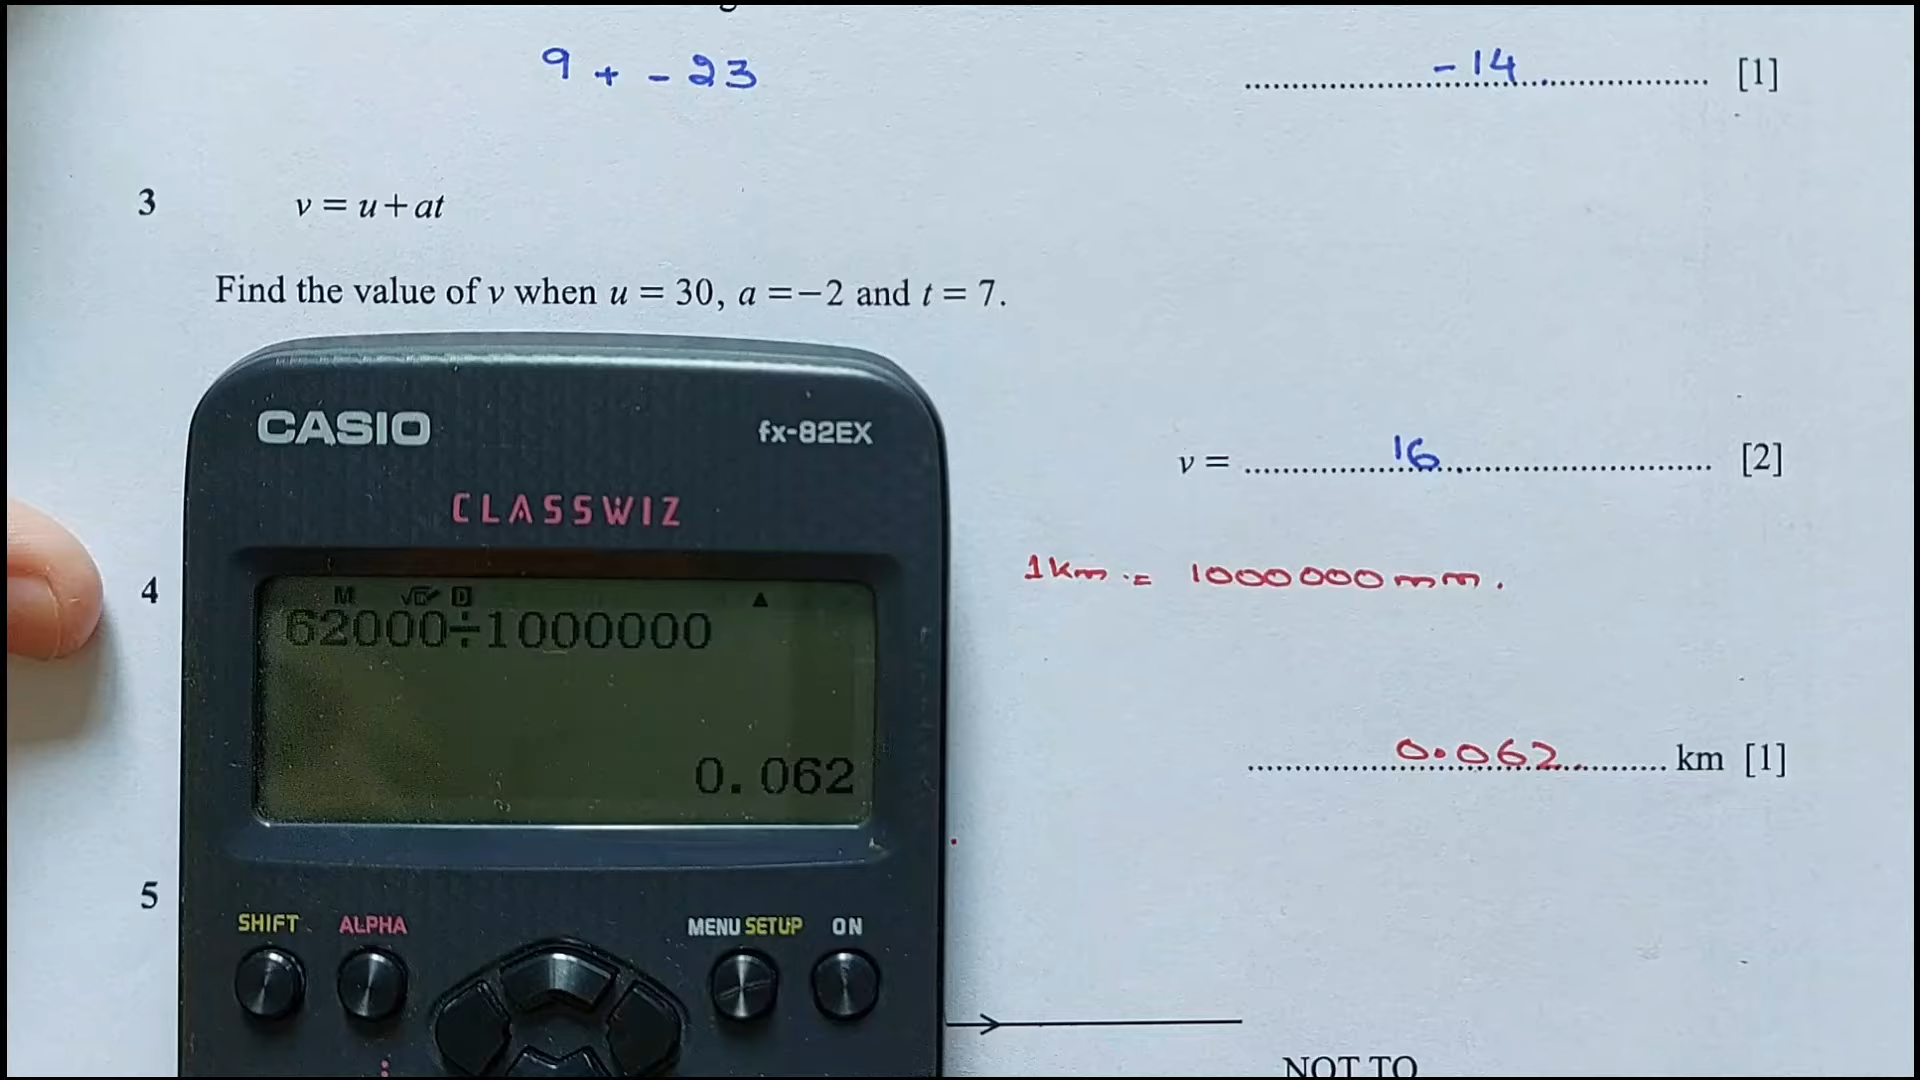 9 + - 23
-14 [1]
3 v = u + at
Find the value of v when u = 30, a = −2 and t = 7.
CASIO fx-82EX
CLASSWIZ
v = 16 [2]
4
1km = 1000000mm.
M √ D ▲
62000÷1000000
0.062
0.062 km [1]
5
SHIFT ALPHA MENU SETUP ON
NOT TO